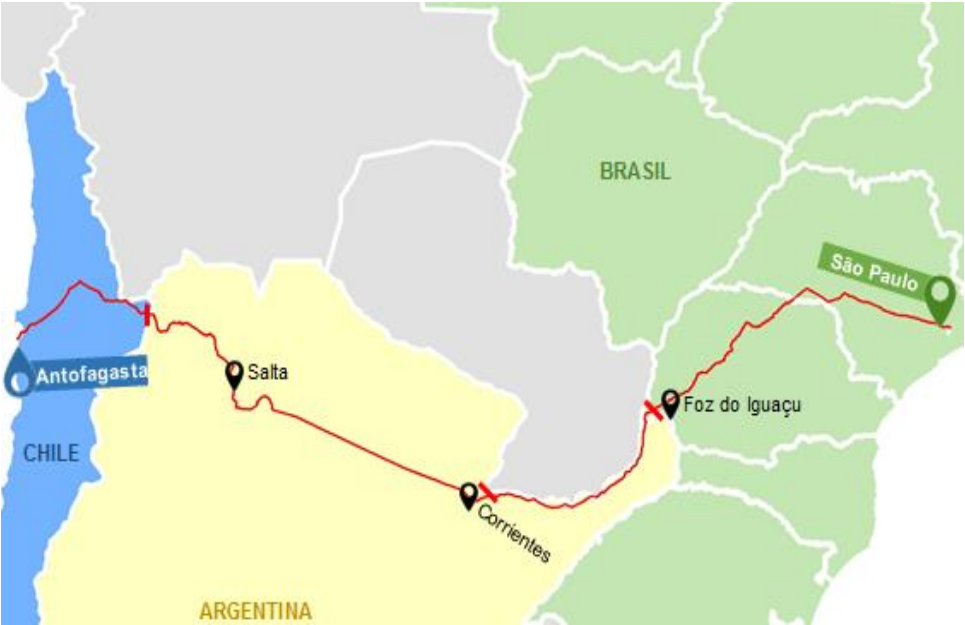 BRASIL
São Paulo
Antofagasta
Salta
Foz do Iguaçu
CHILE
Corrientes
ARGENTINA